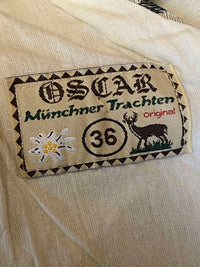 OSCAR
Münchner Trachten
Original
36